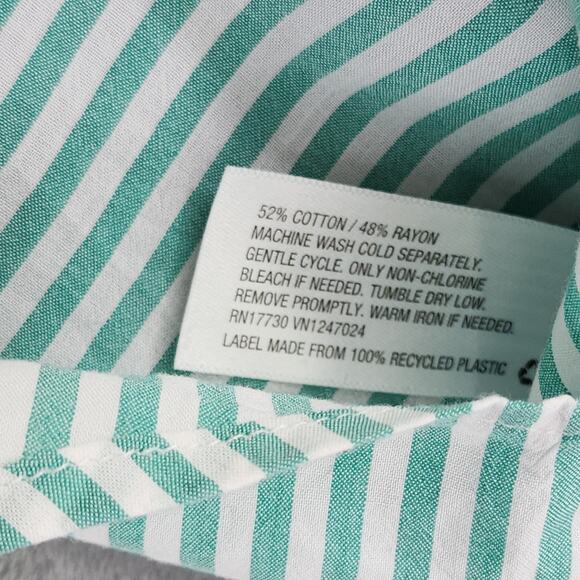 52% COTTON / 48% RAYON
MACHINE WASH COLD SEPARATELY.
GENTLE CYCLE. ONLY NON-CHLORINE
BLEACH IF NEEDED. TUMBLE DRY LOW.
REMOVE PROMPTLY. WARM IRON IF NEEDED.
RN17730 VN1247024
LABEL MADE FROM 100% RECYCLED PLASTIC